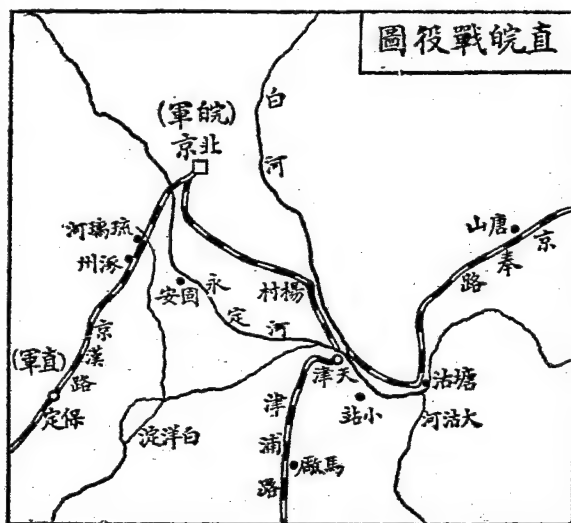 直皖戰役圖
白河
(皖軍)
北京
唐山
京奉路
琉璃河
涿州
固安
永定河
楊村
京漢路
(直軍)
保定
白洋淀
天津
塘沽
小站
大沽河
津浦路
馬廠